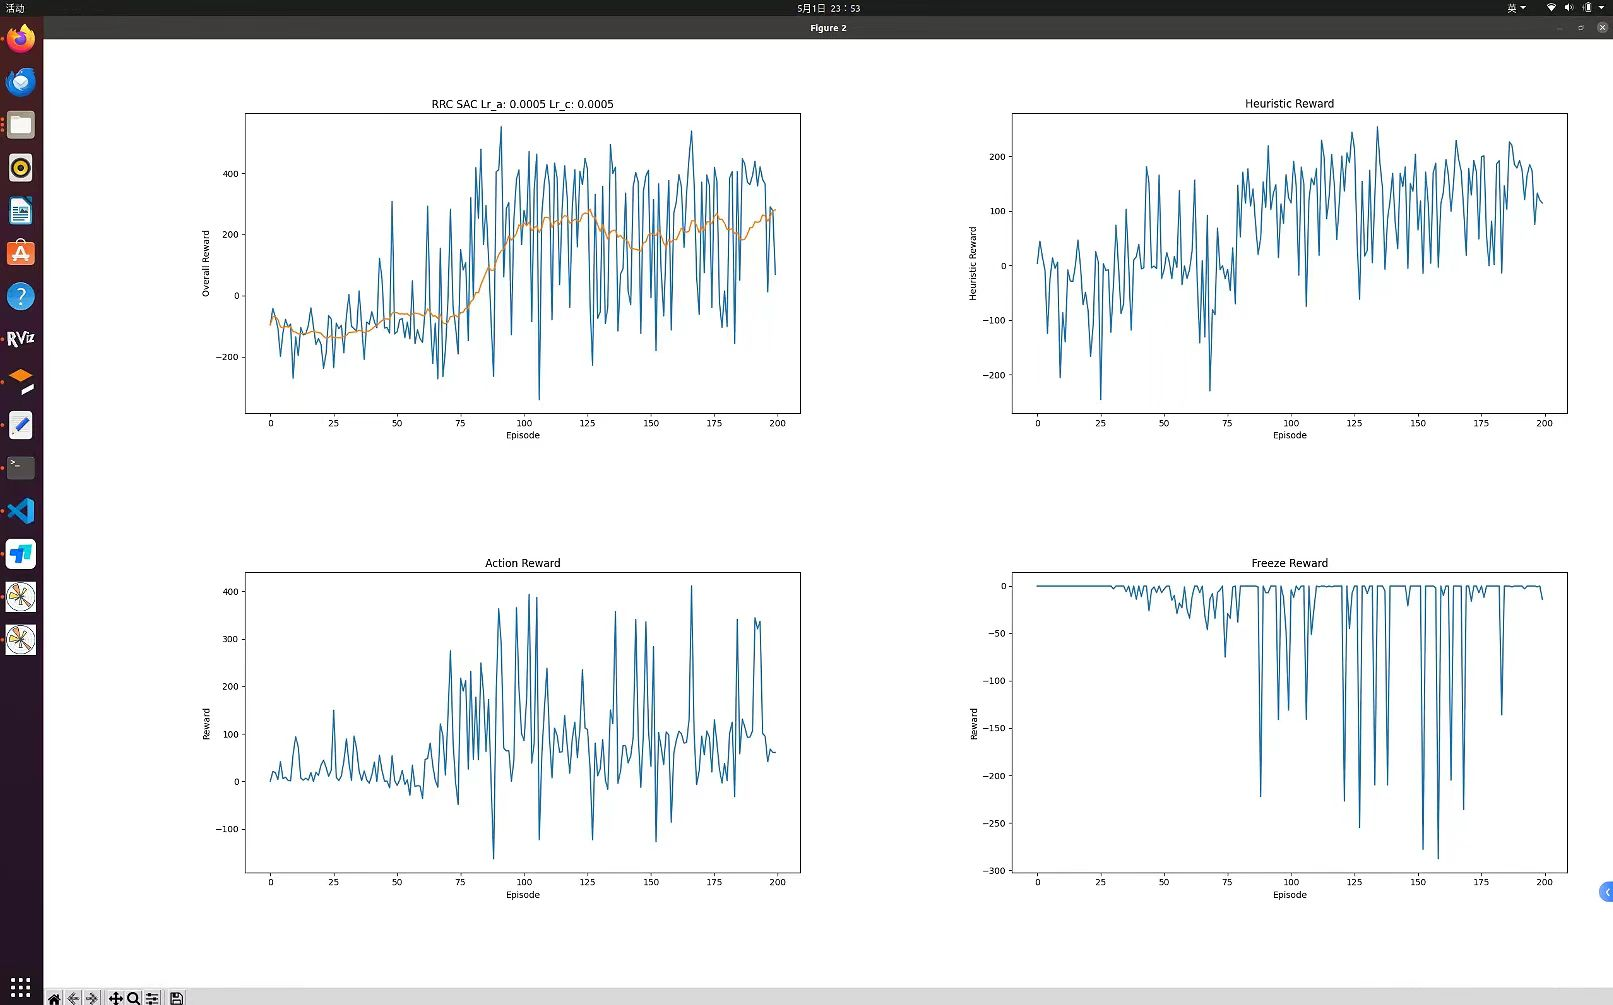 活动
5月1日 23：53
英
Figure 2
RRC SAC Lr_a: 0.0005 Lr_c: 0.0005
Overall Reward
400
200
0
−200
0 25 50 75 100 125 150 175 200
Episode
Heuristic Reward
Heuristic Reward
200
100
0
−100
−200
0 25 50 75 100 125 150 175 200
Episode
Action Reward
Reward
400
300
200
100
0
−100
0 25 50 75 100 125 150 175 200
Episode
Freeze Reward
Reward
0
−50
−100
−150
−200
−250
−300
0 25 50 75 100 125 150 175 200
Episode
RViz